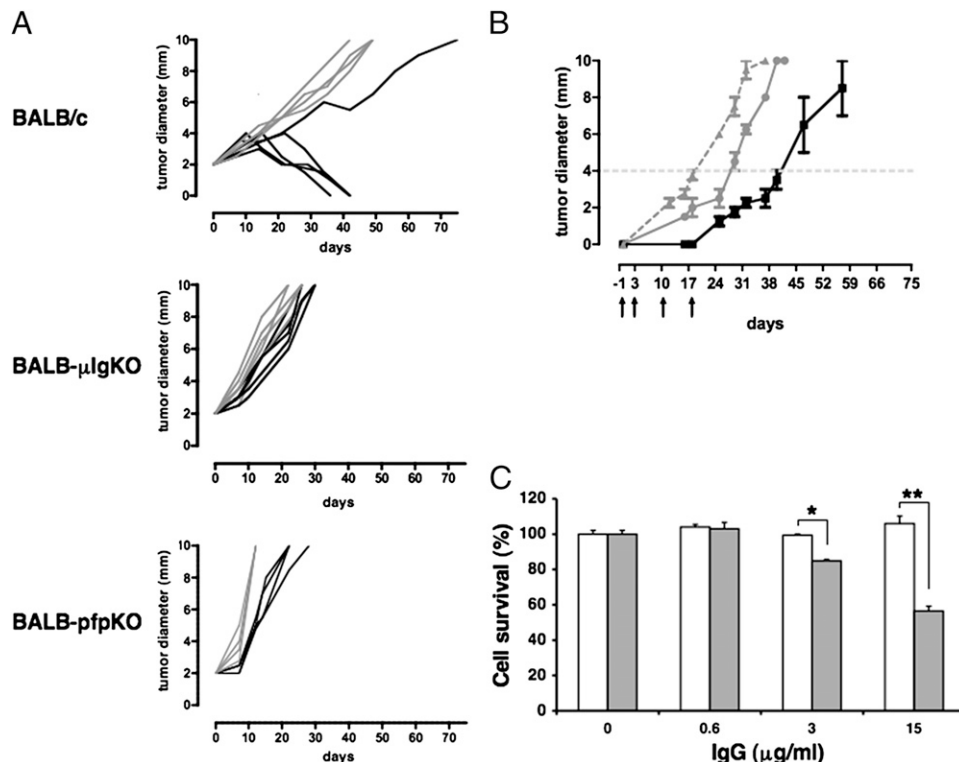 A
BALB/c
tumor diameter (mm)
10
8
6
4
2
0
0 10 20 30 40 50 60 70
days
BALB-μIgKO
tumor diameter (mm)
10
8
6
4
2
0
0 10 20 30 40 50 60 70
days
BALB-pfpKO
tumor diameter (mm)
10
8
6
4
2
0
0 10 20 30 40 50 60 70
days
B
tumor diameter (mm)
10
8
6
4
2
0
-1 3 10 17 24 31 38 45 52 59 66 75
days
C
Cell survival (%)
120
100
80
60
40
20
0
*
**
0 0.6 3 15
IgG (μg/ml)